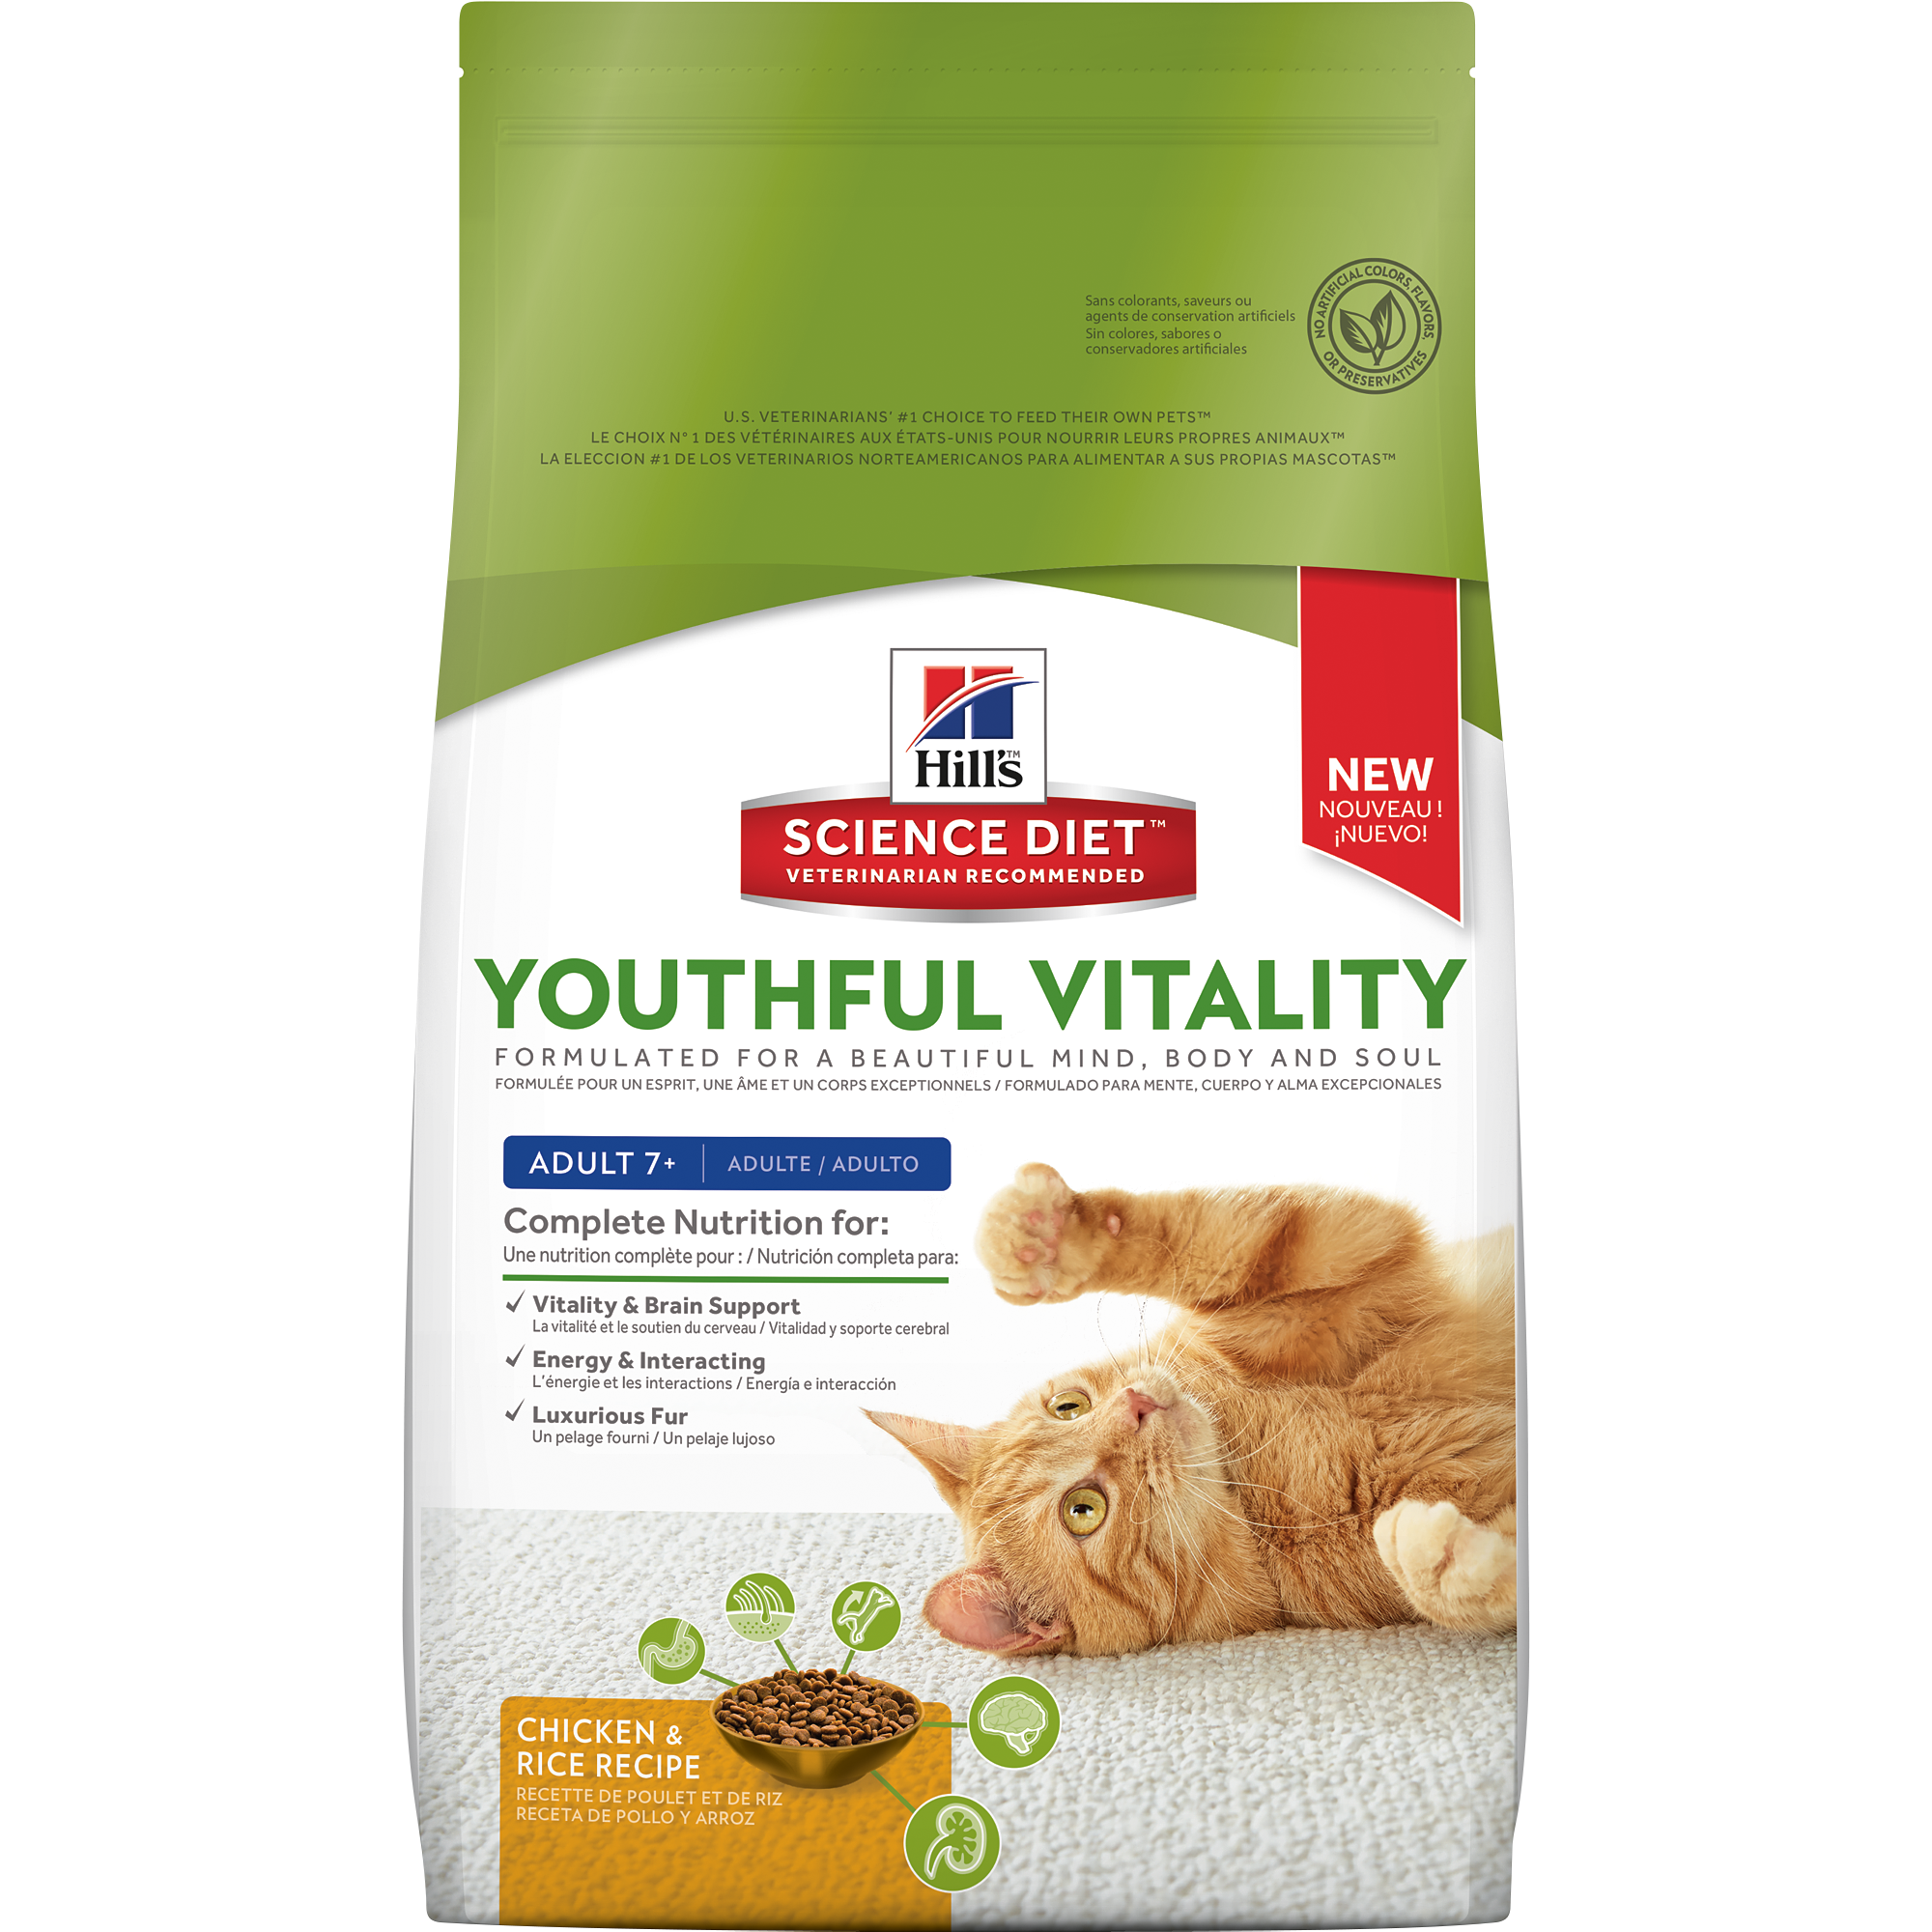 Sans colorants, saveurs ou
agents de conservation artificiels
Sin colores, sabores o
conservadores artificiales
NO ARTIFICIAL COLORS, FLAVORS,
OR PRESERVATIVES
U.S. VETERINARIANS' #1 CHOICE TO FEED THEIR OWN PETS™
LE CHOIX N° 1 DES VÉTÉRINAIRES AUX ÉTATS-UNIS POUR NOURRIR LEURS PROPRES ANIMAUX™
LA ELECCION #1 DE LOS VETERINARIOS NORTEAMERICANOS PARA ALIMENTAR A SUS PROPIAS MASCOTAS™
Hill's™
SCIENCE DIET™
VETERINARIAN RECOMMENDED
NEW
NOUVEAU !
¡NUEVO!
YOUTHFUL VITALITY
FORMULATED FOR A BEAUTIFUL MIND, BODY AND SOUL
FORMULÉE POUR UN ESPRIT, UNE ÂME ET UN CORPS EXCEPTIONNELS / FORMULADO PARA MENTE, CUERPO Y ALMA EXCEPCIONALES
ADULT 7+ ADULTE / ADULTO
Complete Nutrition for:
Une nutrition complète pour : / Nutrición completa para:
✓ Vitality & Brain Support
La vitalité et le soutien du cerveau / Vitalidad y soporte cerebral
✓ Energy & Interacting
L'énergie et les interactions / Energía e interacción
✓ Luxurious Fur
Un pelage fourni / Un pelaje lujoso
CHICKEN &
RICE RECIPE
RECETTE DE POULET ET DE RIZ
RECETA DE POLLO Y ARROZ